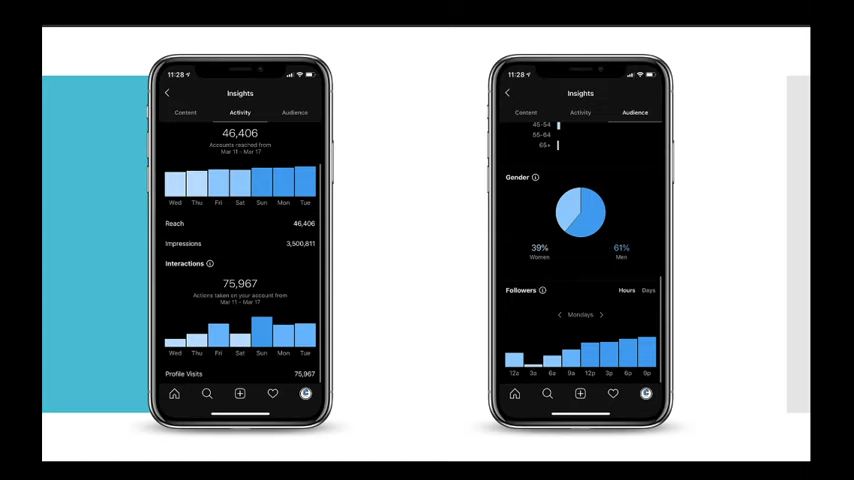 11:28
Insights
Content Activity Audience
46,406
Accounts reached from
Mar 11 - Mar 17
Wed Thu Fri Sat Sun Mon Tue
Reach 46,406
Impressions 3,500,811
Interactions
75,967
Actions taken on your account from
Mar 11 - Mar 17
Wed Thu Fri Sat Sun Mon Tue
Profile Visits 75,967
11:28
Insights
Content Activity Audience
45-54
55-64
65+
Gender
39% 61%
Women Men
Followers Hours Days
Mondays
12a 3a 6a 9a 12p 3p 6p 9p